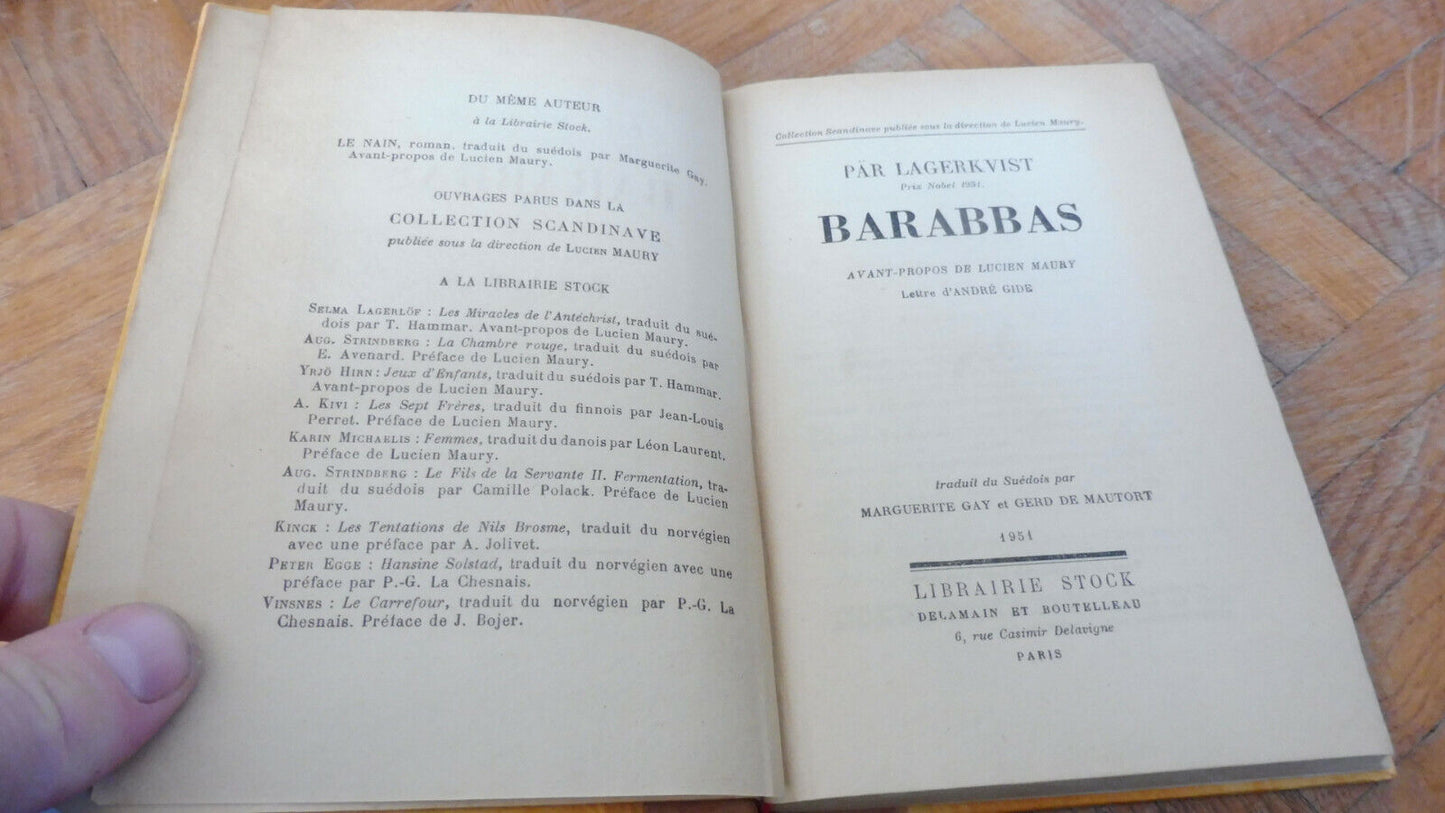 DU MÊME AUTEUR
à la Librairie Stock.
LE NAIN, roman, traduit du suédois par Marguerite Gay.
Avant-propos de Lucien Maury.
OUVRAGES PARUS DANS LA
COLLECTION SCANDINAVE
publiée sous la direction de LUCIEN MAURY
A LA LIBRAIRIE STOCK
SELMA LAGERLÖF : Les Miracles de l'Antéchrist, traduit du sué-
dois par T. Hammar. Avant-propos de Lucien Maury.
AUG. STRINDBERG : La Chambre rouge, traduit du suédois par
E. Avenard. Préface de Lucien Maury.
YRJÖ HIRN : Jeux d'Enfants, traduit du suédois par T. Hammar.
Avant-propos de Lucien Maury.
A. KIVI : Les Sept Frères, traduit du finnois par Jean-Louis
Perret. Préface de Lucien Maury.
KARIN MICHAELIS : Femmes, traduit du danois par Léon Laurent.
Préface de Lucien Maury.
AUG. STRINDBERG : Le Fils de la Servante II. Fermentation, tra-
duit du suédois par Camille Polack. Préface de Lucien
Maury.
KINCK : Les Tentations de Nils Brosme, traduit du norvégien
avec une préface par A. Jolivet.
PETER EGGE : Hansine Solstad, traduit du norvégien avec une
préface par P.-G. La Chesnais.
VINSNES : Le Carrefour, traduit du norvégien par P.-G. La
Chesnais. Préface de J. Bojer.
Collection Scandinave publiée sous la direction de Lucien Maury.
PÄR LAGERKVIST
Prix Nobel 1951.
BARABBAS
AVANT-PROPOS DE LUCIEN MAURY
Lettre d'ANDRÉ GIDE
traduit du Suédois par
MARGUERITE GAY et GERD DE MAUTORT
1951
LIBRAIRIE STOCK
DELAMAIN ET BOUTELLEAU
6, rue Casimir Delavigne
PARIS